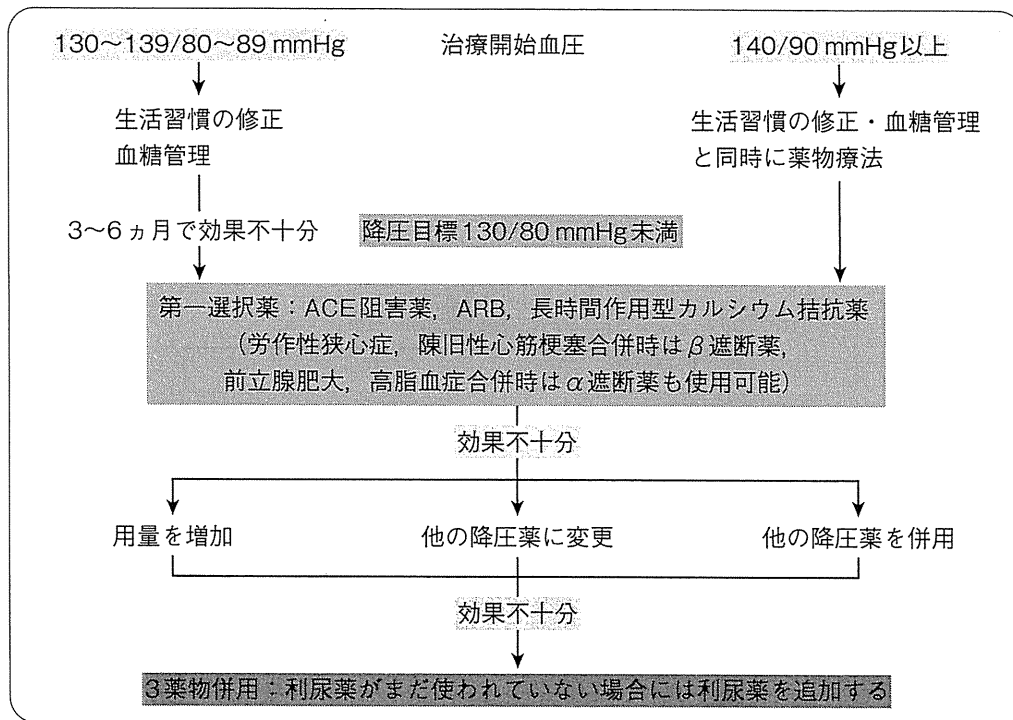 130～139/80～89 mmHg
治療開始血圧
140/90 mmHg以上
生活習慣の修正
血糖管理
生活習慣の修正・血糖管理
と同時に薬物療法
3～6ヵ月で効果不十分
降圧目標130/80 mmHg未満
第一選択薬：ACE阻害薬，ARB，長時間作用型カルシウム拮抗薬
（労作性狭心症，陳旧性心筋梗塞合併時はβ遮断薬，
前立腺肥大，高脂血症合併時はα遮断薬も使用可能）
効果不十分
用量を増加
他の降圧薬に変更
他の降圧薬を併用
効果不十分
3薬物併用：利尿薬がまだ使われていない場合には利尿薬を追加する